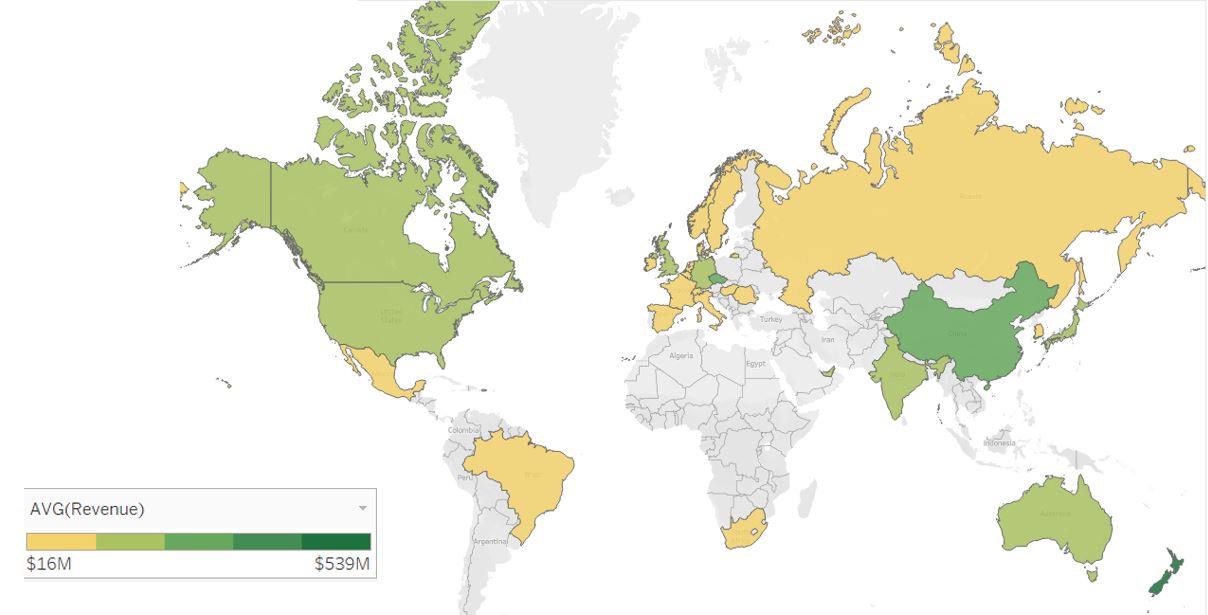 Canada
Russia
United
States
Turkey
China
Algeria
Egypt
Iran
India
Colombia
Brazil
Indonesia
Peru
AVG(Revenue)
Australia
Argentina
$16M
$539M